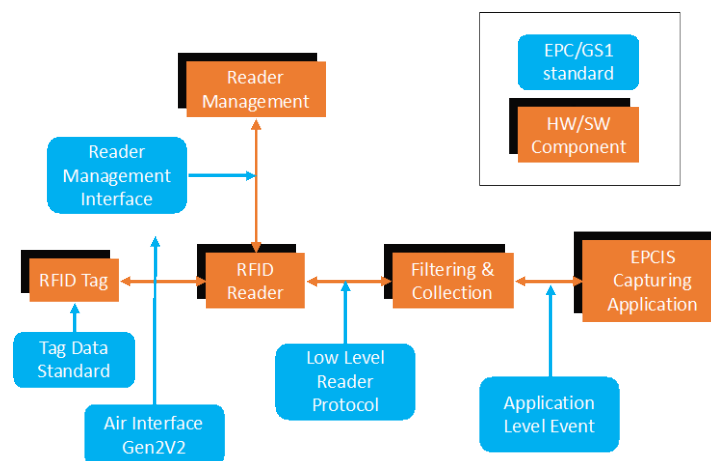 Reader
Management
EPC/GS1
standard
HW/SW
Component
Reader
Management
Interface
RFID Tag
RFID
Reader
Filtering &
Collection
EPCIS
Capturing
Application
Tag Data
Standard
Low Level
Reader
Protocol
Air Interface
Gen2V2
Application
Level Event